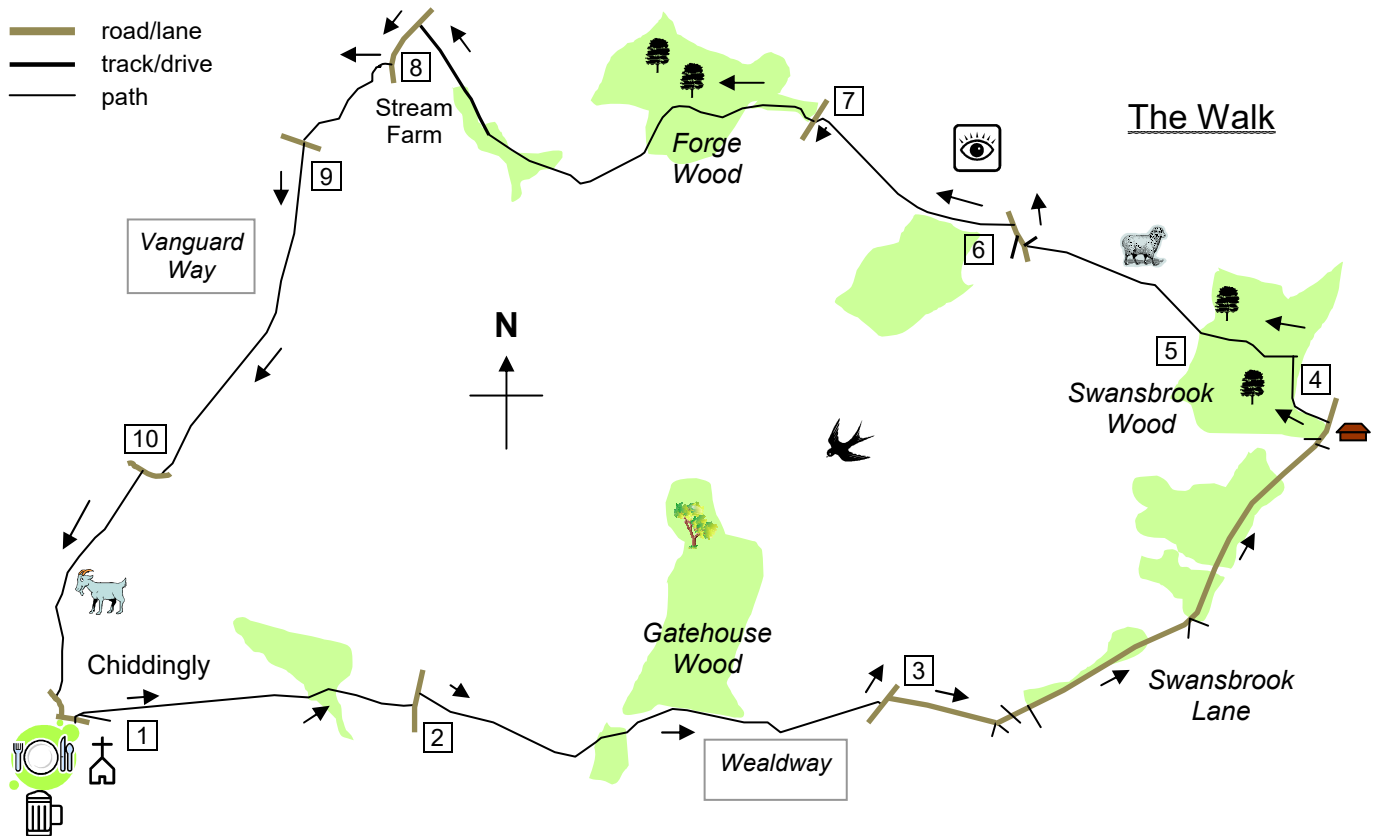 road/lane
track/drive
path
The Walk
8
Stream
Farm
7
Forge
Wood
9
Vanguard
Way
6
N
5
4
Swansbrook
Wood
10
Gatehouse
Wood
Chiddingly
3
Swansbrook
Lane
1
2
Wealdway